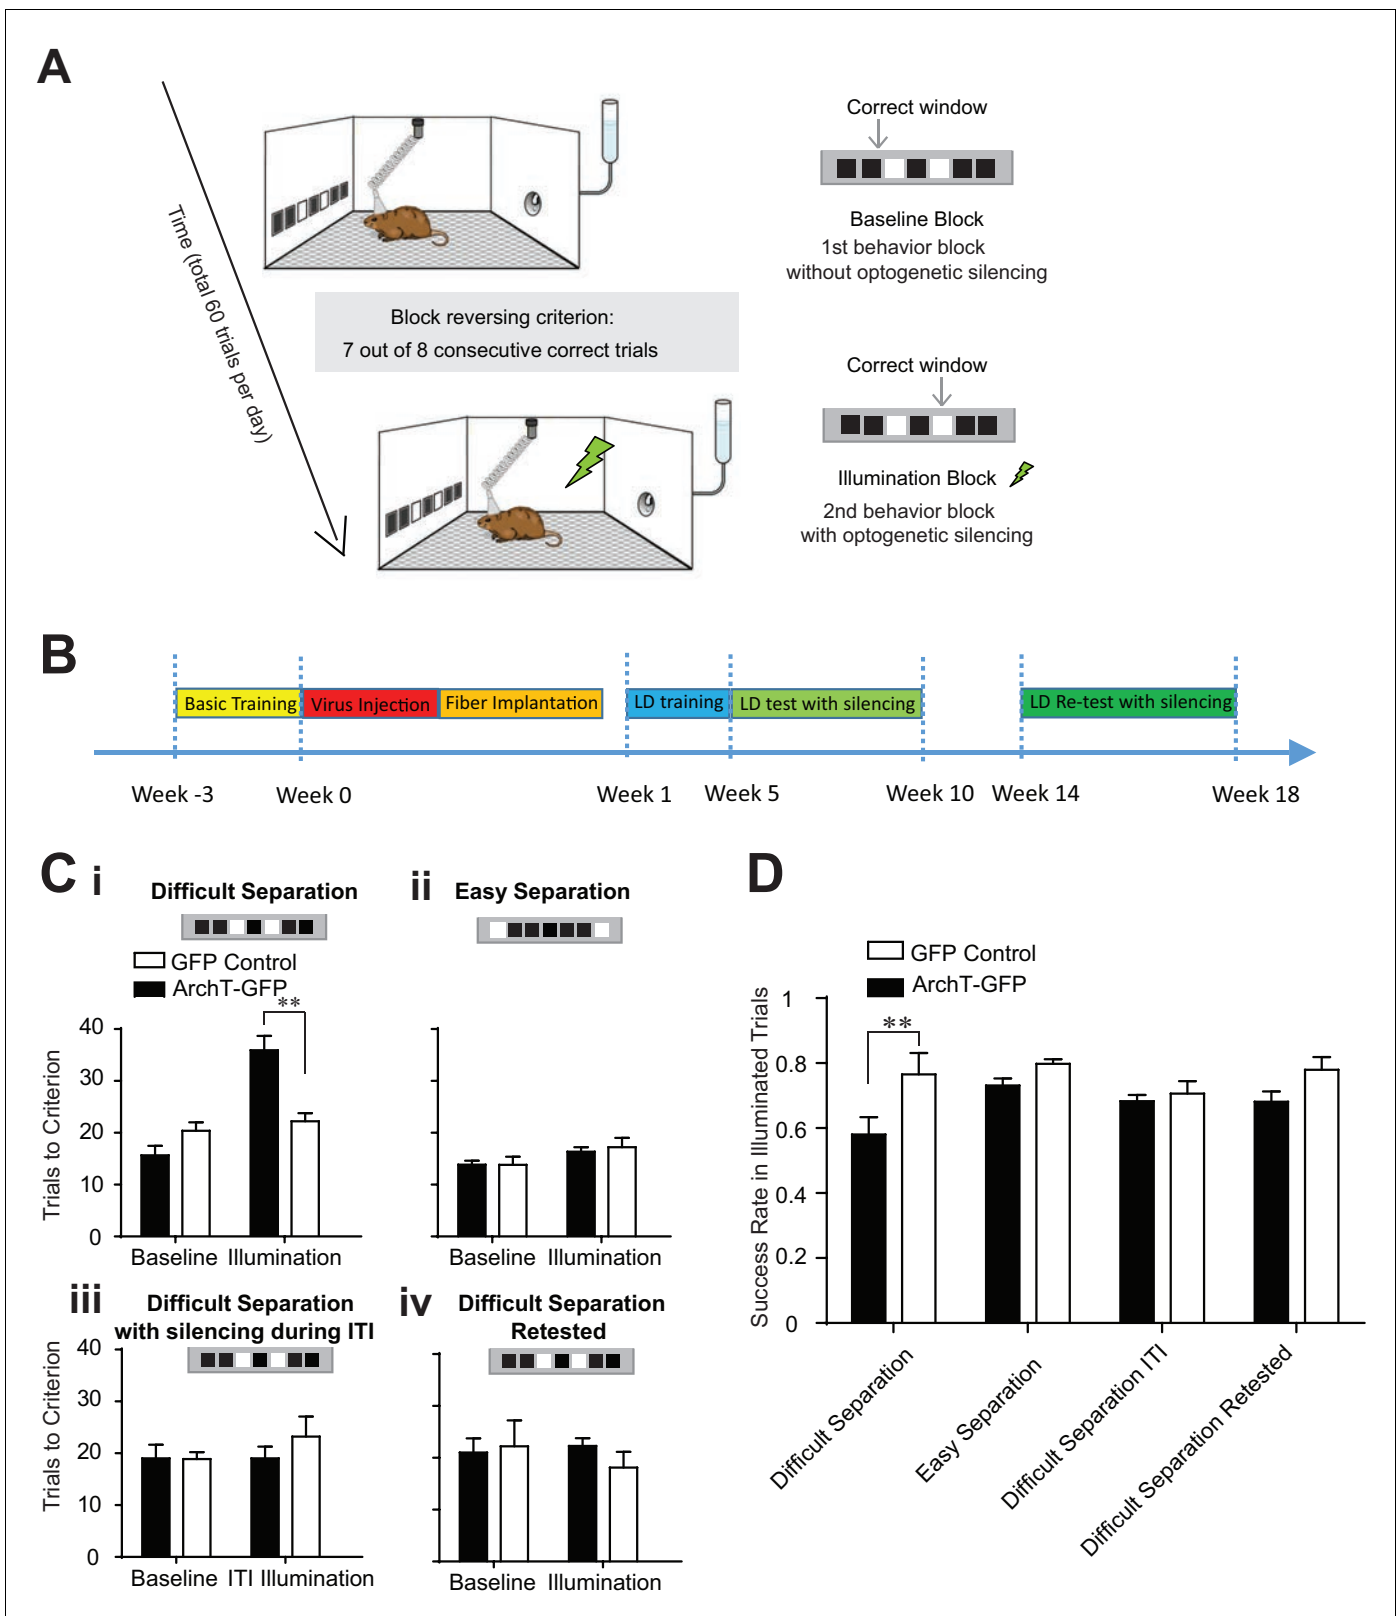 A
Time (total 60 trials per day)
Correct window
Baseline Block
1st behavior block
without optogenetic silencing
Block reversing criterion:
7 out of 8 consecutive correct trials
Correct window
Illumination Block
2nd behavior block
with optogenetic silencing
B
Basic Training
Virus Injection
Fiber Implantation
LD training
LD test with silencing
LD Re-test with silencing
Week -3
Week 0
Week 1
Week 5
Week 10
Week 14
Week 18
C
i
Difficult Separation
GFP Control
ArchT-GFP
**
Trials to Criterion
40
30
20
10
0
Baseline
Illumination
ii
Easy Separation
Baseline
Illumination
iii
Difficult Separation
with silencing during ITI
Trials to Criterion
40
30
20
10
0
Baseline
ITI Illumination
iv
Difficult Separation
Retested
Baseline
Illumination
D
GFP Control
ArchT-GFP
**
Success Rate in Illuminated Trials
1
0.8
0.6
0.4
0.2
0
Difficult Separation
Easy Separation
Difficult Separation ITI
Difficult Separation Retested